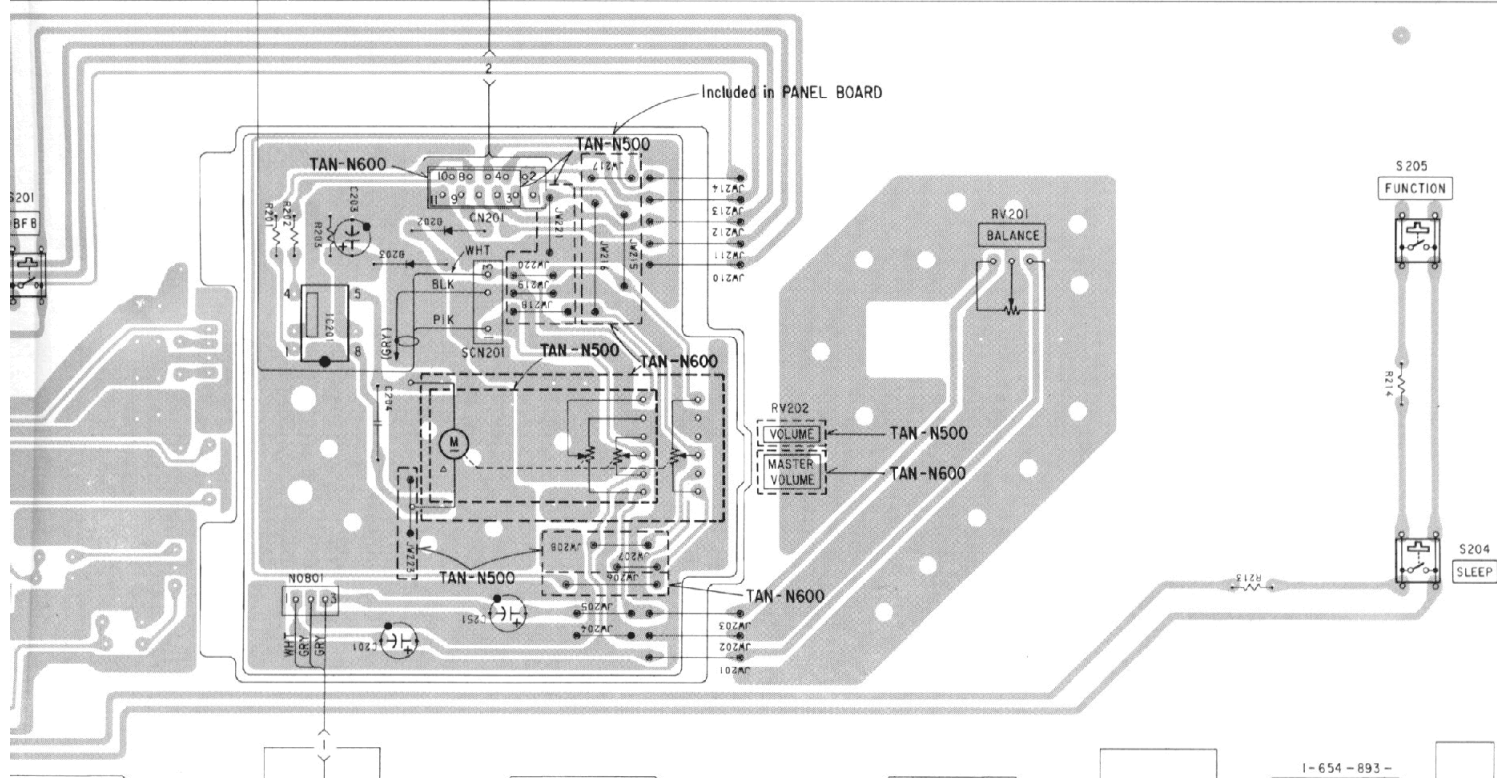 2
Included in PANEL BOARD
TAN-N500
TAN-N600
10 8 4 2
11 9 3 1
CN201
JW217
JW214
JW213
JW212
JW211
JW210
JW221
JW216
JW215
S201
BFB
R201
R202
R203
C203
D202
D203
WHT
BLK
PIK
(GRY)
3
1
SCN201
JW220
JW219
JW218
4 5
IC201
1 8
S205
FUNCTION
RV201
BALANCE
TAN-N500
TAN-N600
C204
M
RV202
VOLUME
TAN-N500
MASTER
VOLUME
TAN-N600
R214
JW223
JW208
JW207
JW206
TAN-N500
TAN-N600
S204
SLEEP
R213
NO801
1 3
WHT
GRY
GRY
C201
C251
JW205
JW204
JW203
JW202
JW201
1
1-654-893-